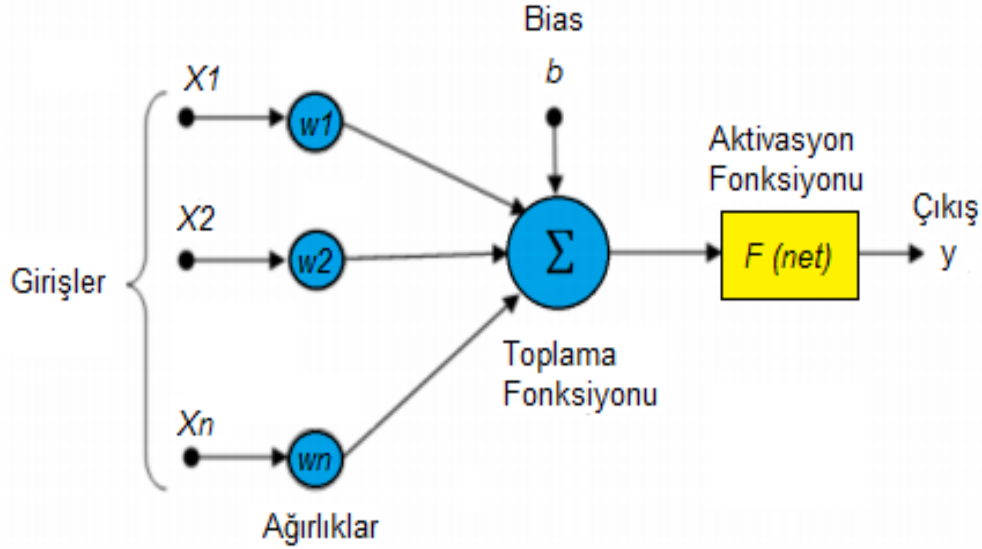 Bias
b
X1
w1
Aktivasyon
Fonksiyonu
X2
w2
Σ
F (net)
Çıkış
y
Girişler
Toplama
Fonksiyonu
Xn
wn
Ağırlıklar